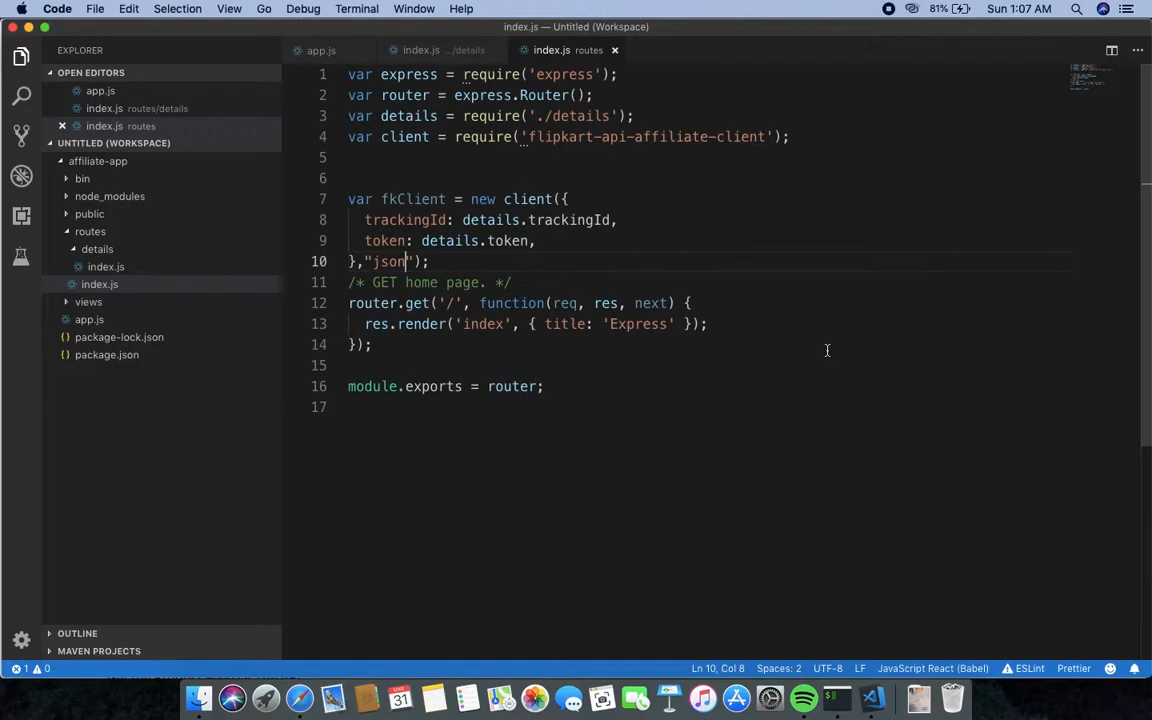 Code File Edit Selection View Go Debug Terminal Window Help 81% Sun 1:07 AM
index.js — Untitled (Workspace)
EXPLORER
app.js
index.js .../details
index.js routes
OPEN EDITORS
app.js
index.js routes/details
index.js routes
UNTITLED (WORKSPACE)
affiliate-app
bin
node_modules
public
routes
details
index.js
index.js
views
app.js
package-lock.json
package.json
OUTLINE
MAVEN PROJECTS
1 var express = require('express');
2 var router = express.Router();
3 var details = require('./details');
4 var client = require('flipkart-api-affiliate-client');
5
6
7 var fkClient = new client({
8 trackingId: details.trackingId,
9 token: details.token,
10 },"json");
11 /* GET home page. */
12 router.get('/', function(req, res, next) {
13 res.render('index', { title: 'Express' });
14 });
15
16 module.exports = router;
17
1 0 Ln 10, Col 8 Spaces: 2 UTF-8 LF JavaScript React (Babel) ESLint Prettier
MAR
31